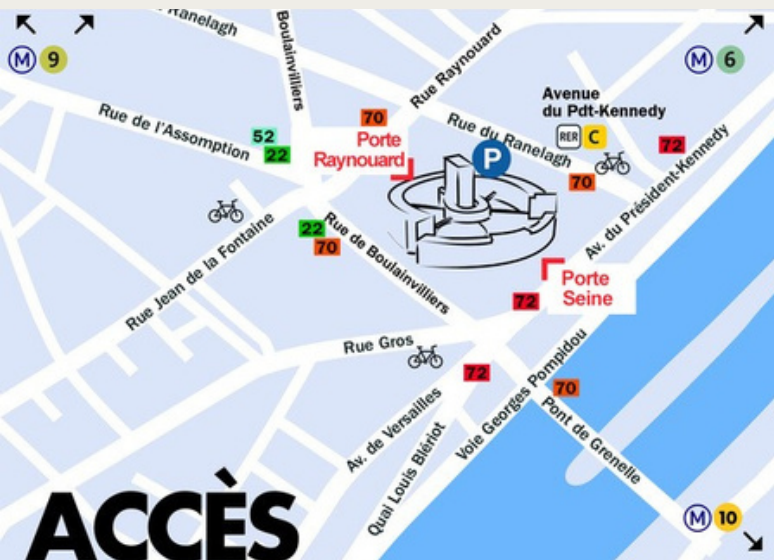 Ranelagh
Boulainvilliers
Rue Raynouard
M 9
M 6
Avenue
du Pdt-Kennedy
RER C
70
Rue de l'Assomption
52
22
Porte
Raynouard
Rue du Ranelagh
P
72
70
Av. du Président-Kennedy
22
70
Rue de Boulainvilliers
Rue Jean de la Fontaine
Porte
Seine
72
Rue Gros
72
70
Av. de Versailles
Quai Louis Blériot
Voie Georges Pompidou
Pont de Grenelle
M 10
ACCÈS